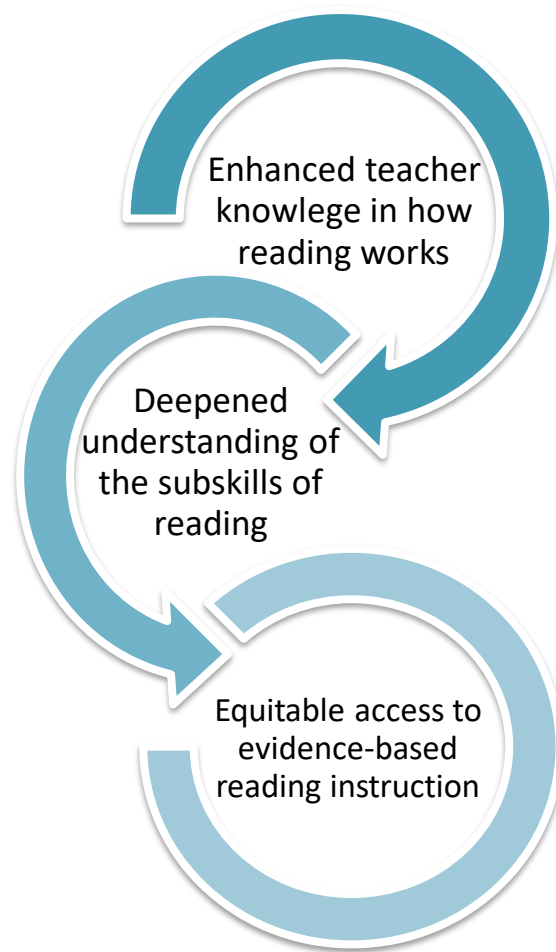 Enhanced teacher
knowlege in how
reading works
Deepened
understanding of
the subskills of
reading
Equitable access to
evidence-based
reading instruction